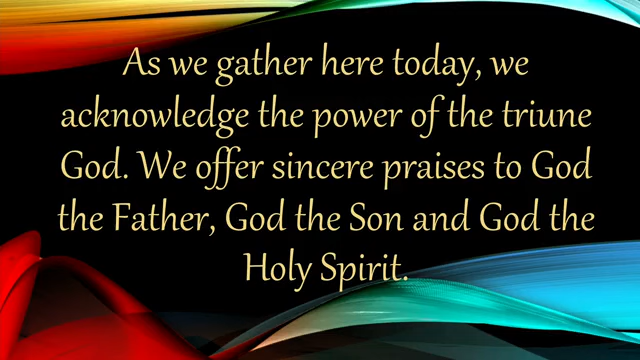 As we gather here today, we
acknowledge the power of the triune
God. We offer sincere praises to God
the Father, God the Son and God the
Holy Spirit.